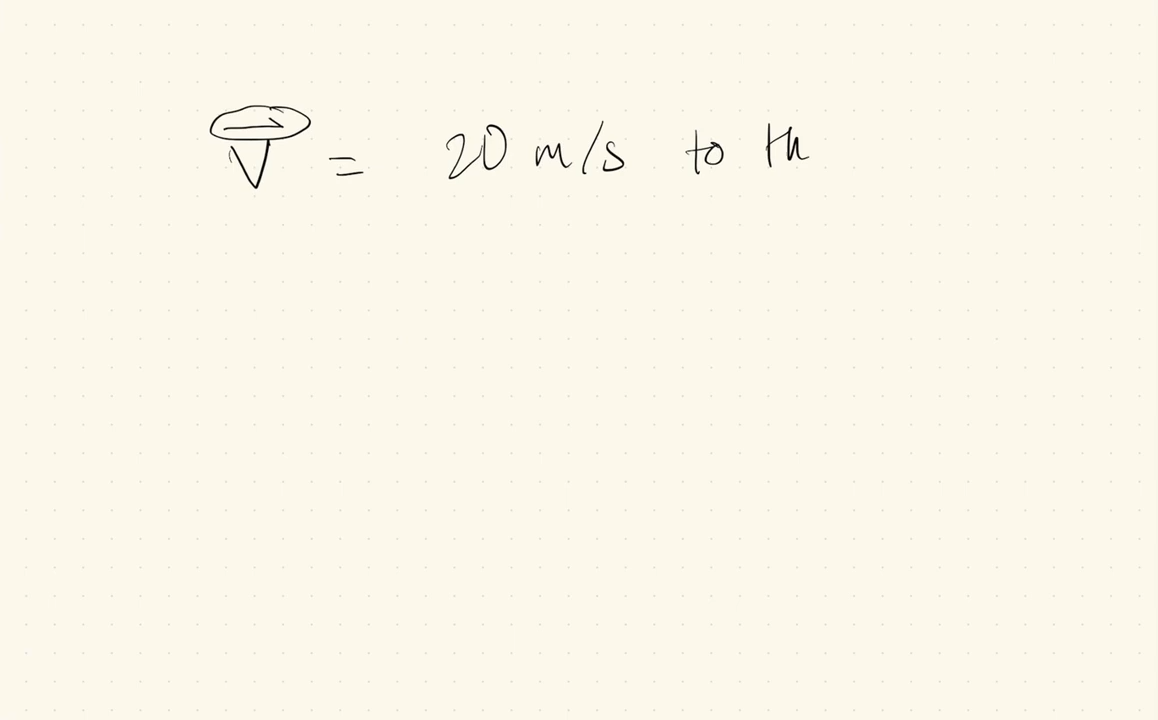 V⃗ = 20 m/s to th